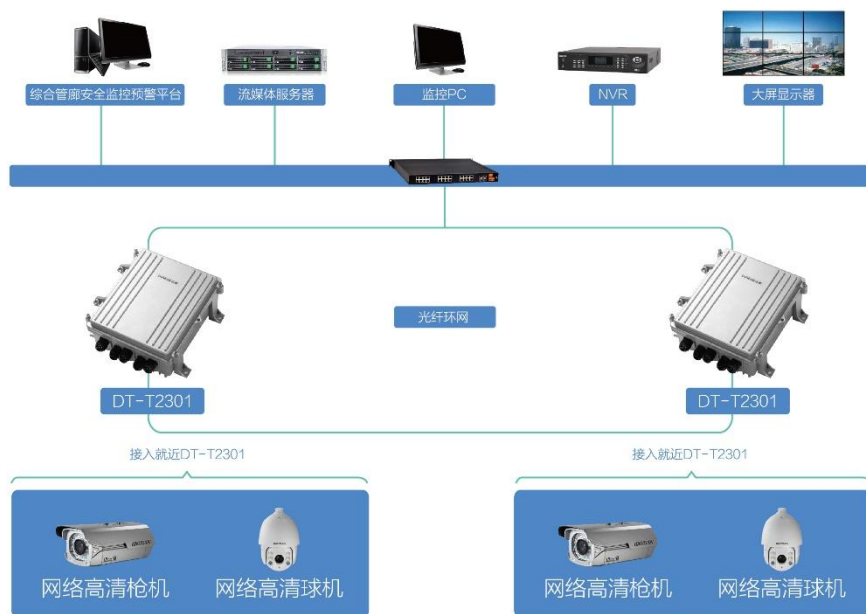 综合管廊安全监控预警平台
流媒体服务器
监控PC
NVR
大屏显示器
光纤环网
DT-T2301
DT-T2301
接入就近DT-T2301
接入就近DT-T2301
网络高清枪机
网络高清球机
网络高清枪机
网络高清球机